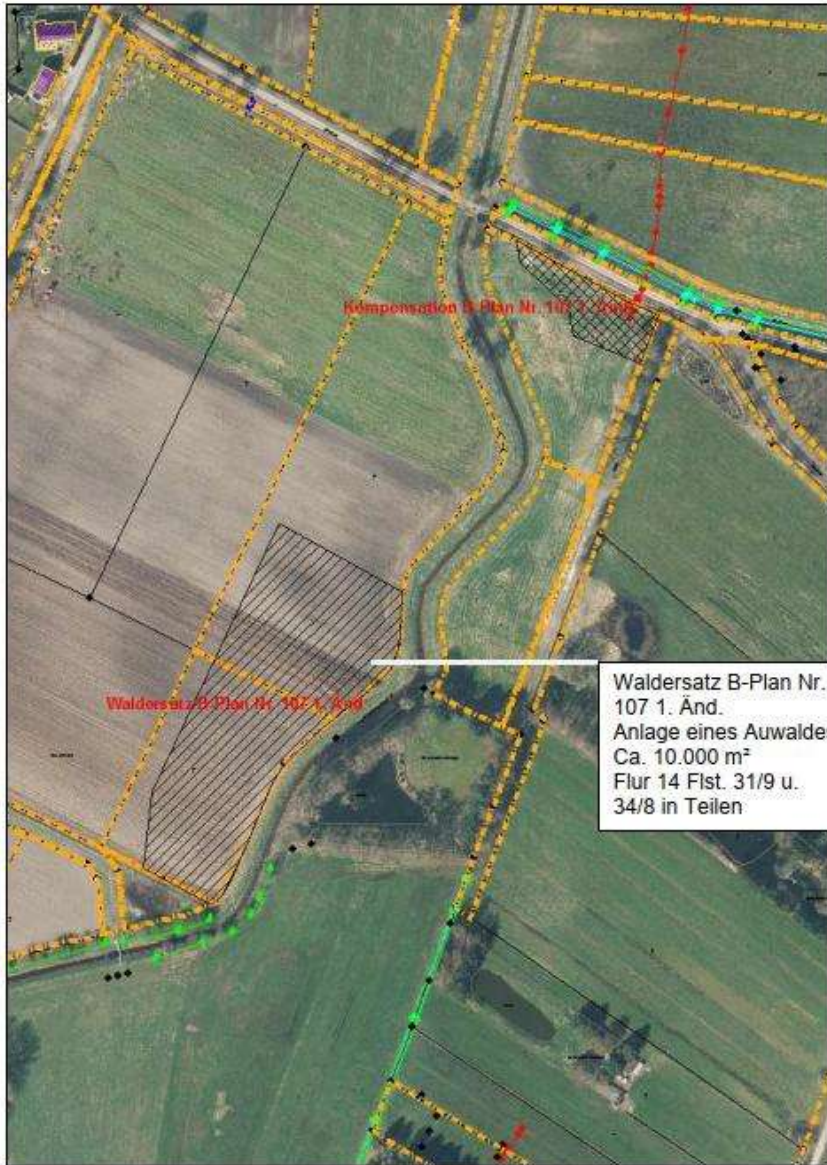 Kompensation B-Plan Nr. 107 1. Änd.
Waldersatz B-Plan Nr. 107 1. Änd.
Waldersatz B-Plan Nr.
107 1. Änd.
Anlage eines Auwaldes
Ca. 10.000 m²
Flur 14 Flst. 31/9 u.
34/8 in Teilen